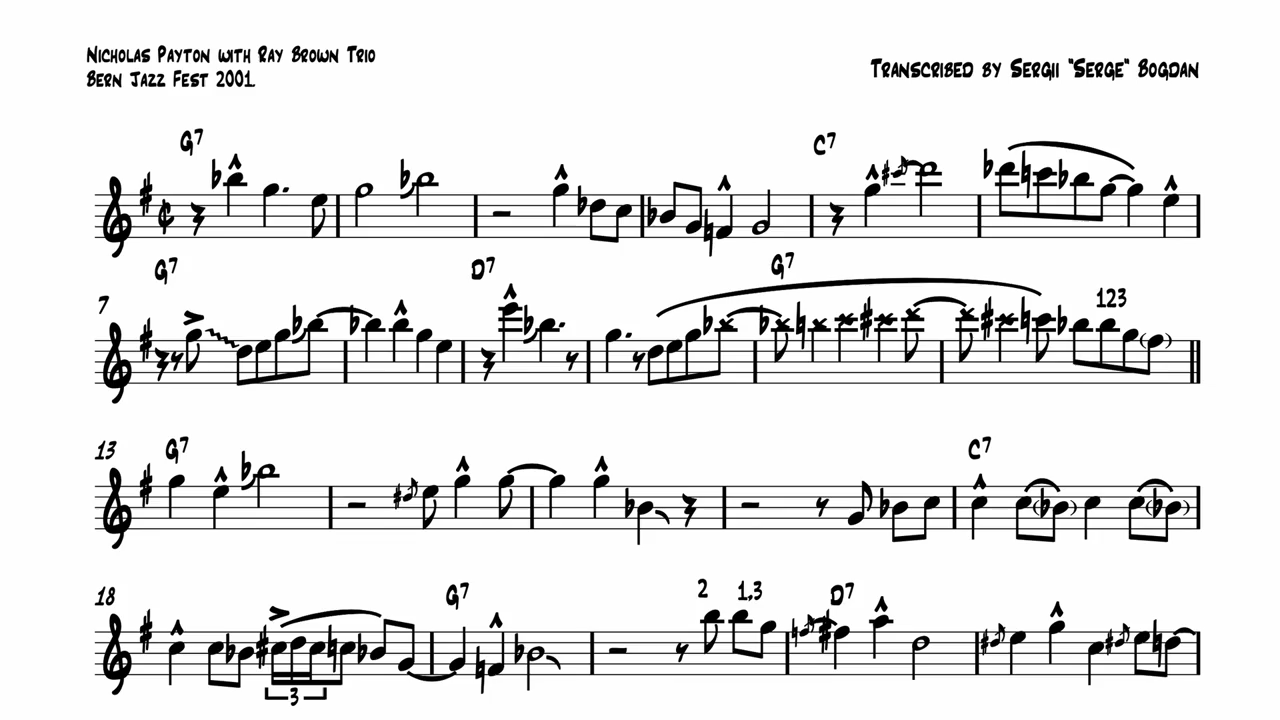 Nicholas Payton with Ray Brown Trio
Bern Jazz Fest 2001
Transcribed by Sergii "Serge" Bogdan
G7 C7
7 G7 D7 G7 123
13 G7 C7
18 3 G7 2 1,3 D7